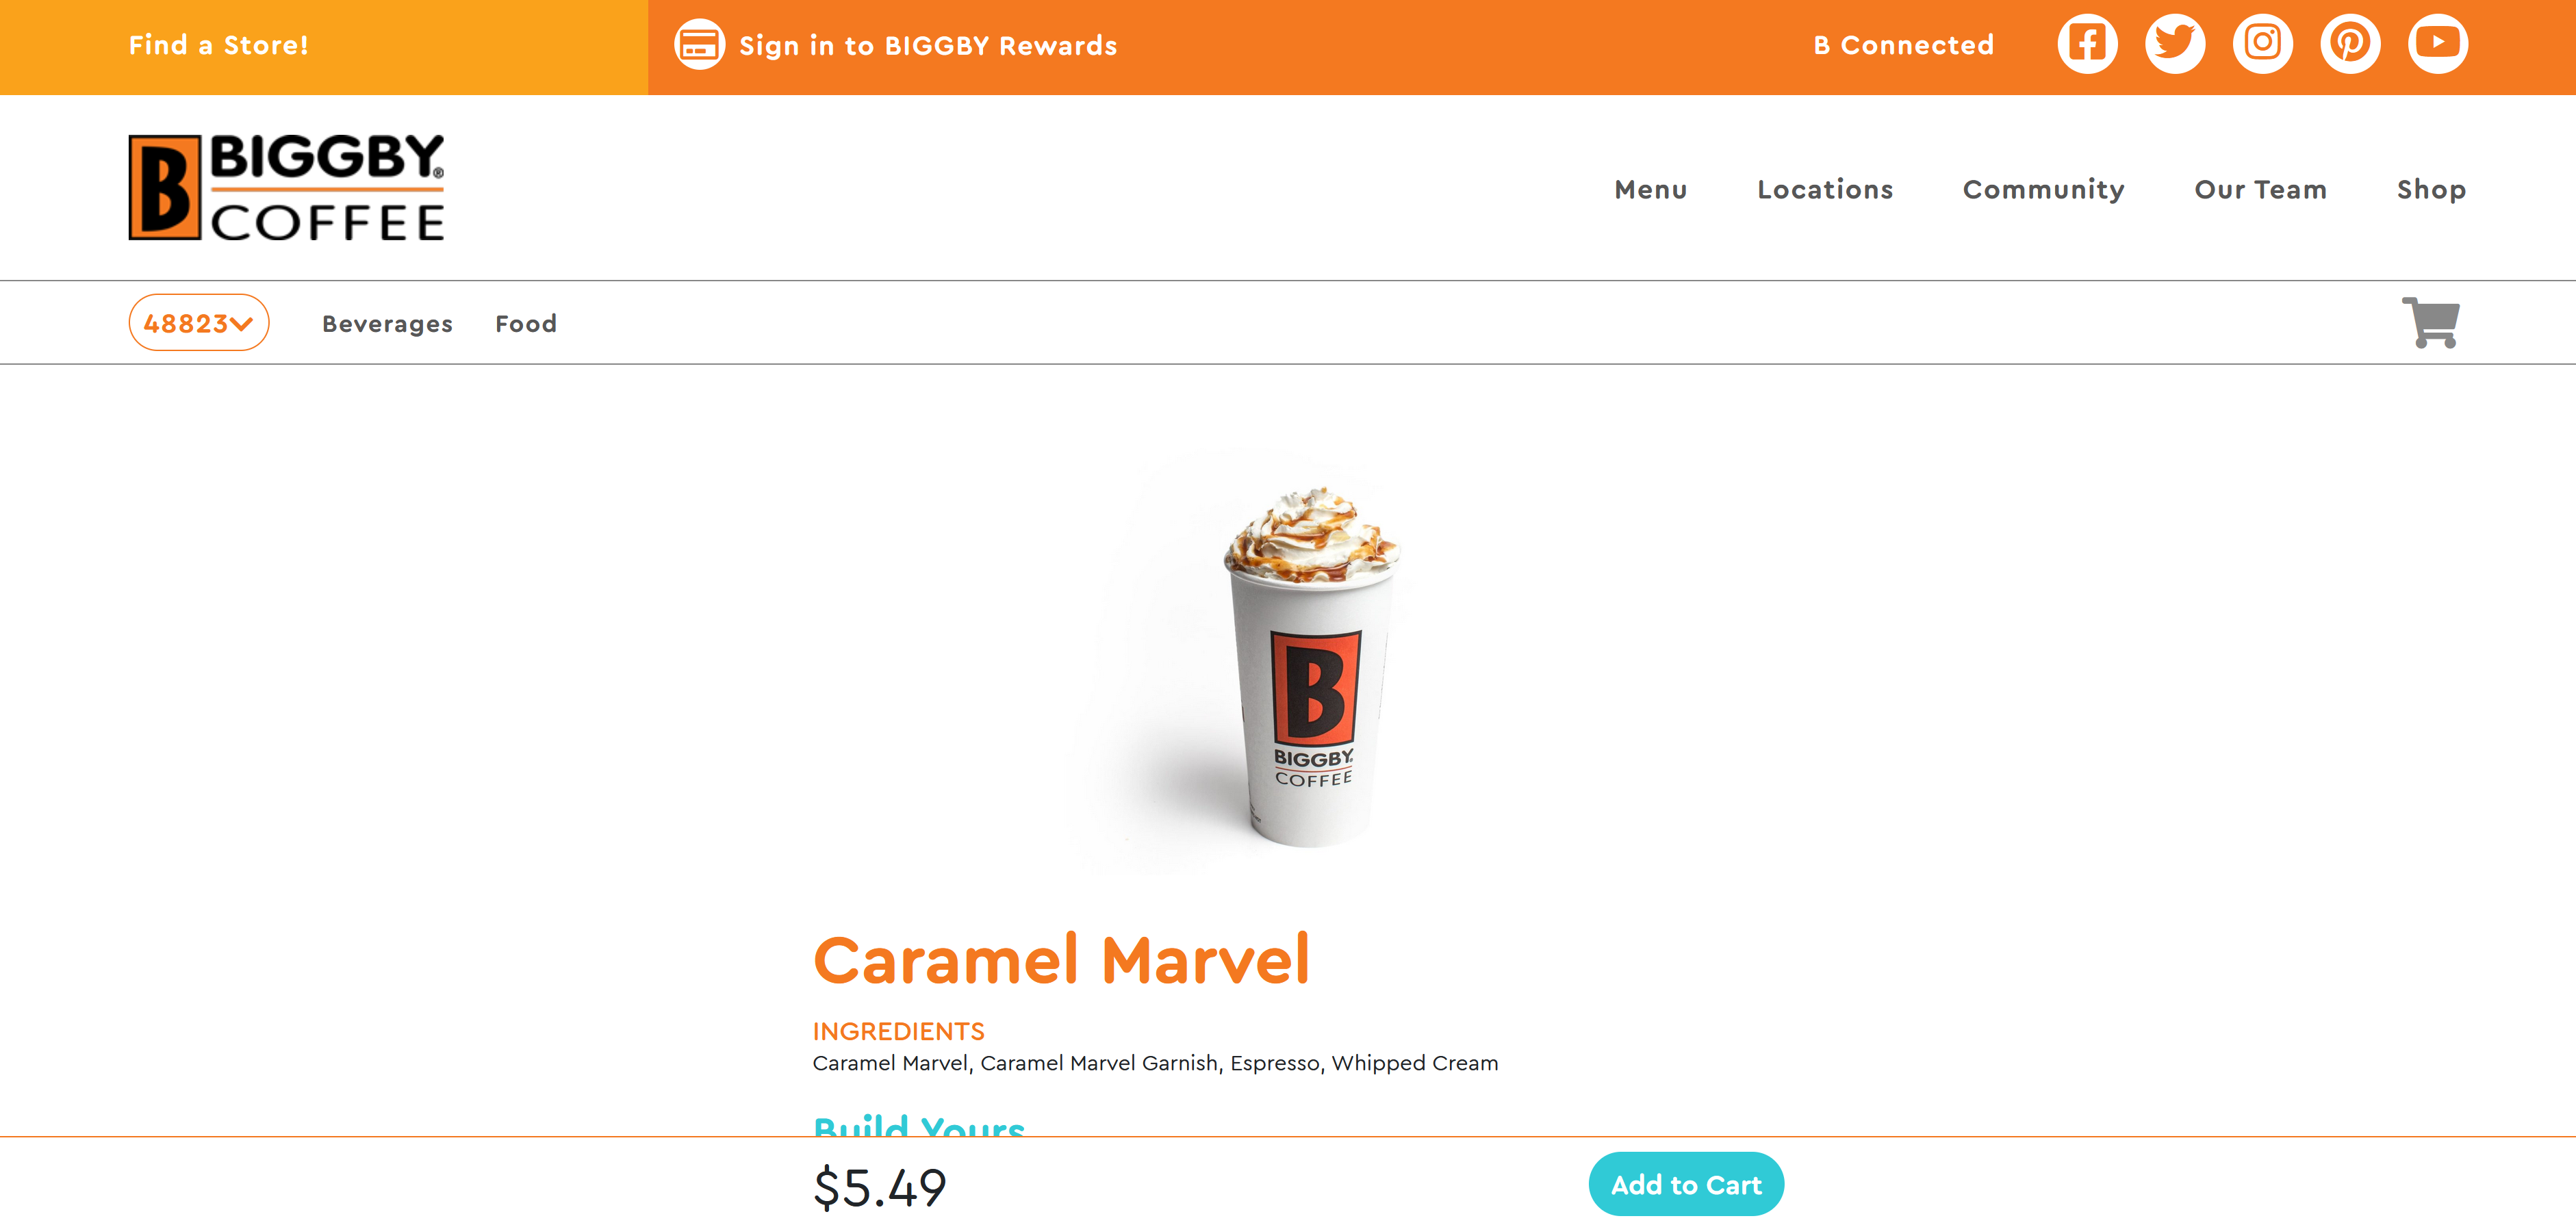 Find a Store!
Sign in to BIGGBY Rewards
B Connected
B BIGGBY®
COFFEE
Menu
Locations
Community
Our Team
Shop
48823
Beverages
Food
B
BIGGBY
COFFEE
Caramel Marvel
INGREDIENTS
Caramel Marvel, Caramel Marvel Garnish, Espresso, Whipped Cream
Build Yours
$5.49
Add to Cart